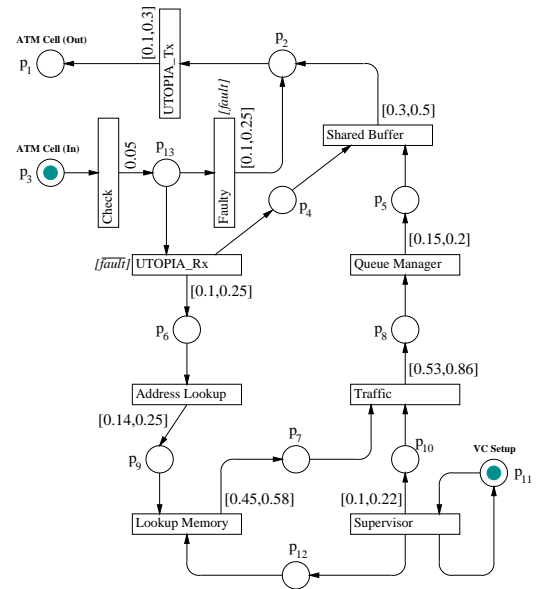 ATM Cell (Out)
p1
[0.1,0.3]
UTOPIA_Tx
p2
[fault]
[0.1,0.25]
[0.3,0.5]
Shared Buffer
ATM Cell (In)
p3
Check
0.05
p13
Faulty
p4
p5
[0.15,0.2]
[fault]
UTOPIA_Rx
Queue Manager
[0.1,0.25]
p6
p8
[0.53,0.86]
Address Lookup
Traffic
[0.14,0.25]
p7
p9
p10
VC Setup
p11
[0.45,0.58]
[0.1,0.22]
Lookup Memory
Supervisor
p12